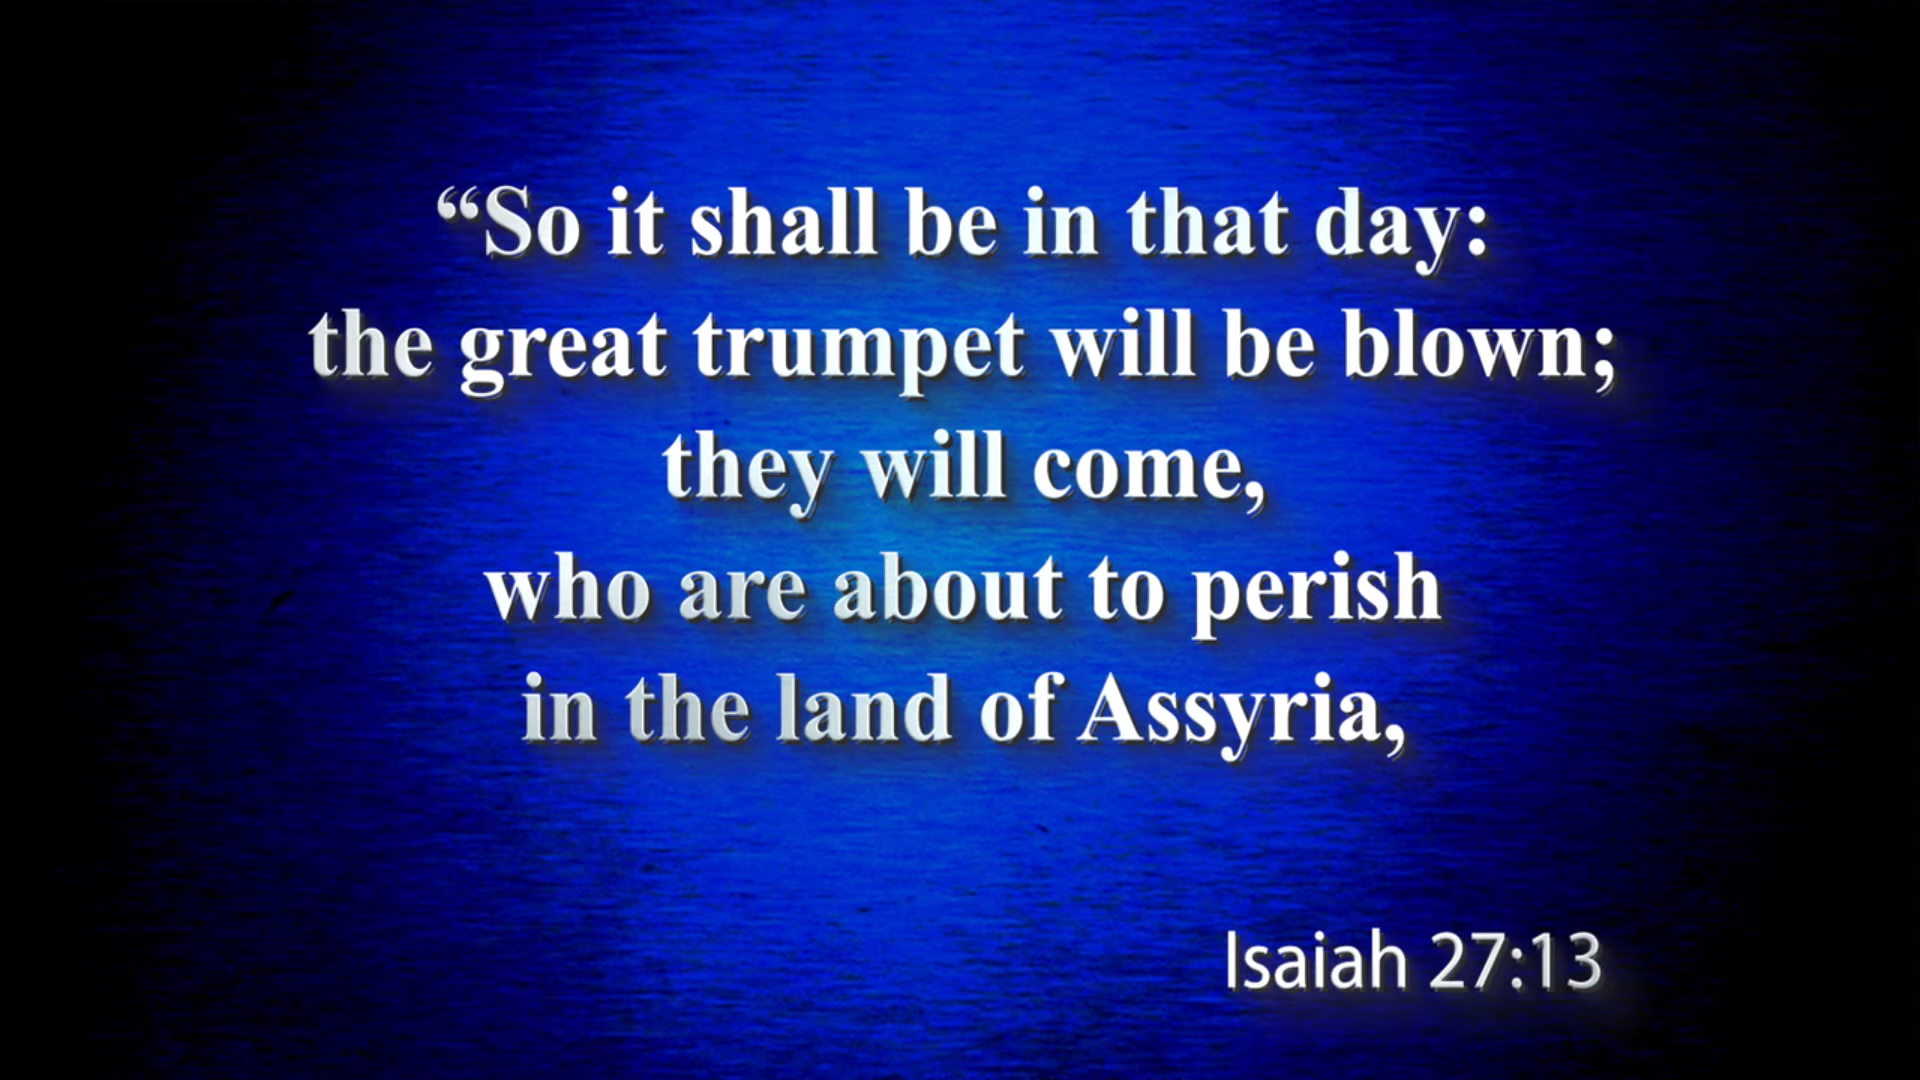 “So it shall be in that day:
the great trumpet will be blown;
they will come,
who are about to perish
in the land of Assyria,
Isaiah 27:13